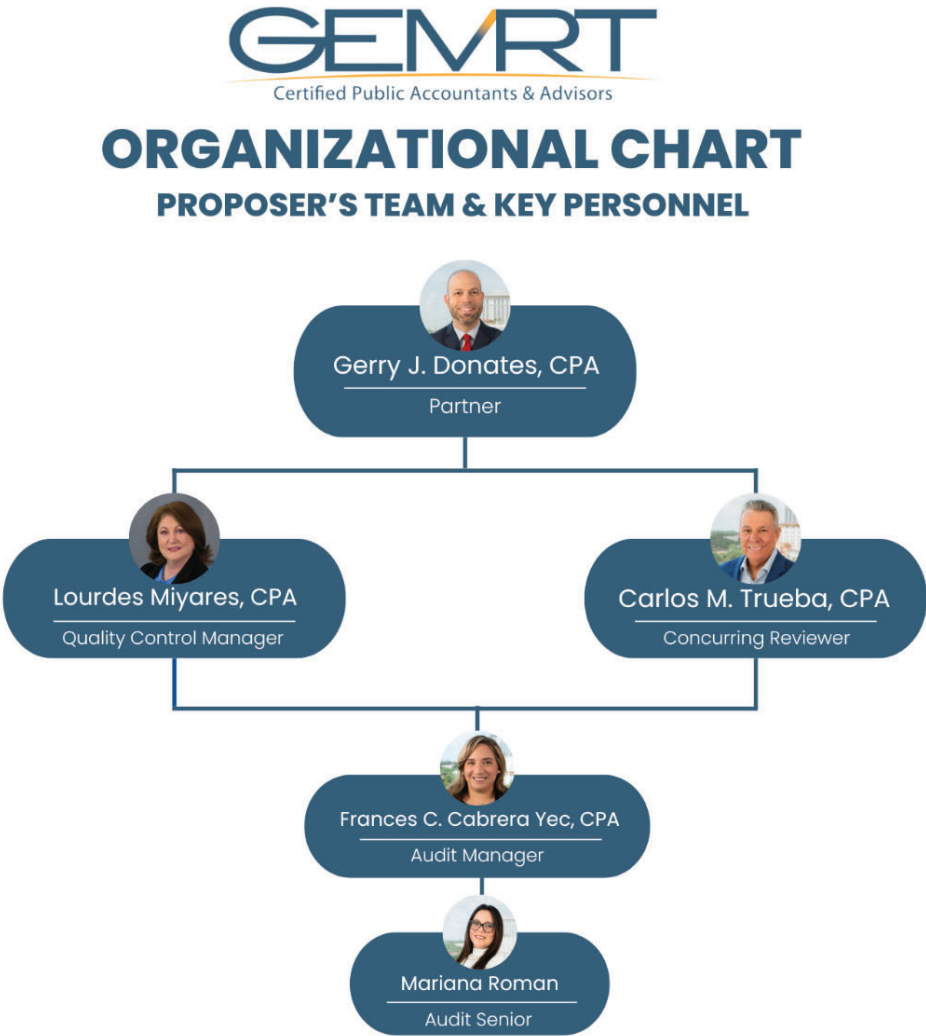 GEMRT
Certified Public Accountants & Advisors
ORGANIZATIONAL CHART
PROPOSER'S TEAM & KEY PERSONNEL
Gerry J. Donates, CPA
Partner
Lourdes Miyares, CPA
Quality Control Manager
Carlos M. Trueba, CPA
Concurring Reviewer
Frances C. Cabrera Yec, CPA
Audit Manager
Mariana Roman
Audit Senior